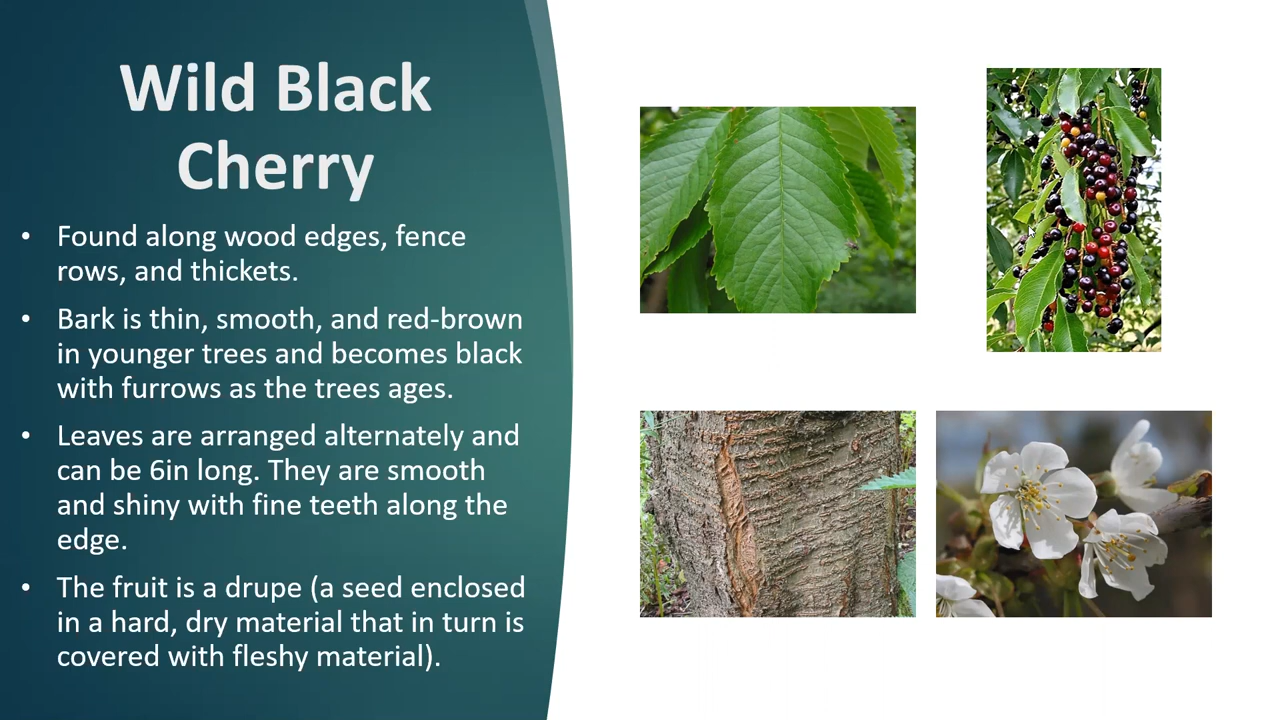 Wild Black
Cherry
• Found along wood edges, fence
rows, and thickets.
• Bark is thin, smooth, and red-brown
in younger trees and becomes black
with furrows as the trees ages.
• Leaves are arranged alternately and
can be 6in long. They are smooth
and shiny with fine teeth along the
edge.
• The fruit is a drupe (a seed enclosed
in a hard, dry material that in turn is
covered with fleshy material).